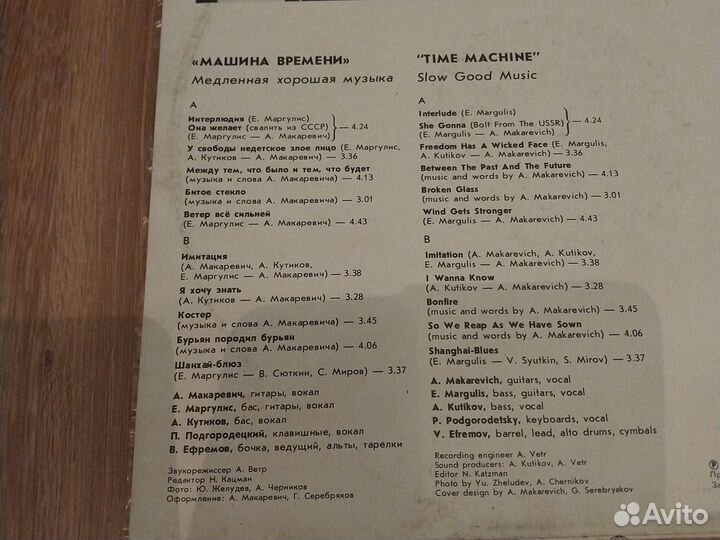 «МАШИНА ВРЕМЕНИ»
Медленная хорошая музыка
А
Интерлюдия (Е. Маргулис)
Она желает (свалить из СССР) — 4.24
(Е. Маргулис — А. Макаревич)
У свободы недетское злое лицо (Е. Маргулис,
А. Кутиков — А. Макаревич) — 3.36
Между тем, что было и тем, что будет
(музыка и слова А. Макаревича) — 4.13
Битое стекло
(музыка и слова А. Макаревича) — 3.01
Ветер всё сильней
(Е. Маргулис — А. Макаревич) — 4.43
В
Имитация
(А. Макаревич, А. Кутиков,
Е. Маргулис — А. Макаревич) — 3.38
Я хочу знать
(А. Кутиков — А. Макаревич) — 3.28
Костер
(музыка и слова А. Макаревича) — 3.45
Бурьян породил бурьян
(музыка и слова А. Макаревича) — 4.06
Шанхай-блюз
(Е. Маргулис — В. Сюткин, С. Миров) — 3.37
А. Макаревич, гитары, вокал
Е. Маргулис, бас, гитары, вокал
А. Кутиков, бас, вокал
П. Подгородецкий, клавишные, вокал
В. Ефремов, бочка, ведущий, альты, тарелки
Звукорежиссер А. Ветр
Редактор Н. Кацман
Фото: Ю. Желудев, А. Черников
Оформление: А. Макаревич, Г. Серебряков
"TIME MACHINE"
Slow Good Music
A
Interlude (E. Margulis)
She Gonna (Bolt From The USSR) — 4.24
(E. Margulis — A. Makarevich)
Freedom Has A Wicked Face (E. Margulis,
A. Kutikov — A. Makarevich) — 3.36
Between The Past And The Future
(music and words by A. Makarevich) — 4.13
Broken Glass
(music and words by A. Makarevich) — 3.01
Wind Gets Stronger
(E. Margulis — A. Makarevich) — 4.43
B
Imitation (A. Makarevich, A. Kutikov,
E. Margulis — A. Makarevich) — 3.38
I Wanna Know
(A. Kutikov — A. Makarevich) — 3.28
Bonfire
(music and words by A. Makarevich) — 3.45
So We Reap As We Have Sown
(music and words by A. Makarevich) — 4.06
Shanghai-Blues
(E. Margulis — V. Syutkin, S. Mirov) — 3.37
A. Makarevich, guitars, vocal
E. Margulis, bass, guitars, vocal
A. Kutikov, bass, vocal
P. Podgorodetsky, keyboards, vocal
V. Efremov, barrel, lead, alto drums, cymbals
Recording engineer A. Vetr
Sound producers: A. Kutikov, A. Vetr
Editor N. Katzman
Photo by Yu. Zheludev, A. Chernikov
Cover design by A. Makarevich, G. Serebryakov
Avito